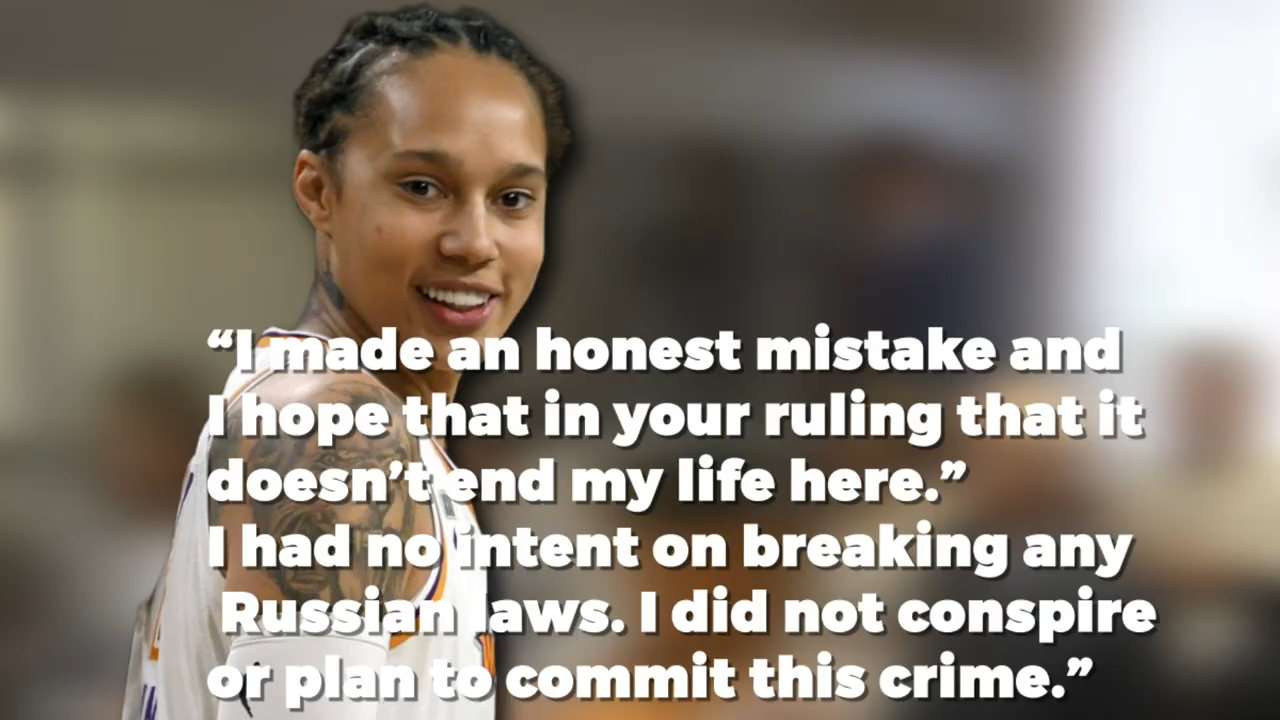 “I made an honest mistake and
I hope that in your ruling that it
doesn’t end my life here.”
I had no intent on breaking any
Russian laws. I did not conspire
or plan to commit this crime.”